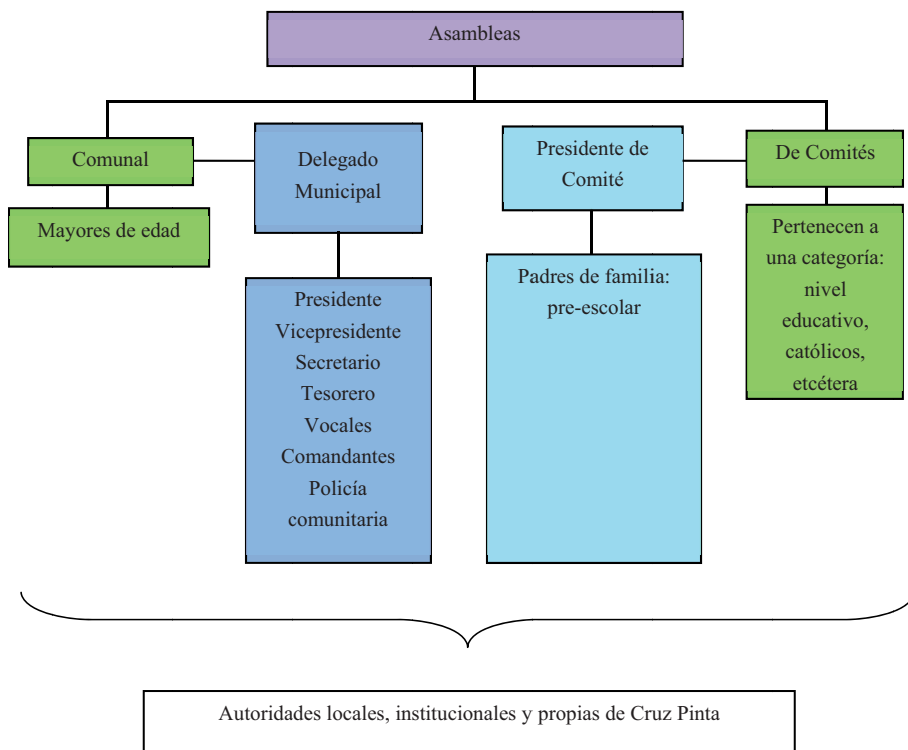 Asambleas
Comunal
Mayores de edad
Delegado
Municipal
Presidente
Vicepresidente
Secretario
Tesorero
Vocales
Comandantes
Policía
comunitaria
Presidente de
Comité
Padres de familia:
pre-escolar
De Comités
Pertenecen a
una categoría:
nivel
educativo,
católicos,
etcétera
Autoridades locales, institucionales y propias de Cruz Pinta